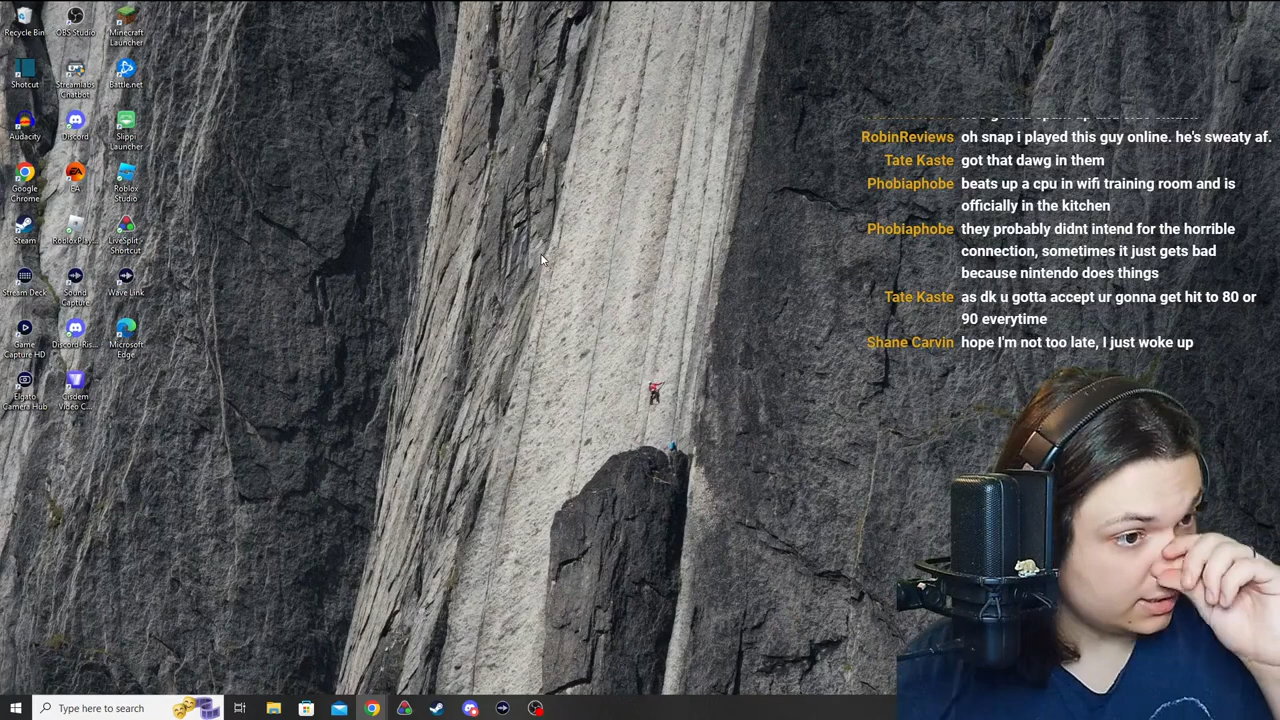 Recycle Bin
OBS Studio
Minecraft
Launcher
Shotcut
Streamlabs
Chatbot
Battle.net
Audacity
Discord
Slippi
Launcher
Google
Chrome
EA
Roblox
Studio
Steam
RobloxPlay...
LiveSplit -
Shortcut
Stream Deck
Sound
Capture
Wave Link
Game
Capture HD
Discord-Ris...
Microsoft
Edge
Elgato
Camera Hub
Cisdem
Video C...
RobinReviews oh snap i played this guy online. he's sweaty af.
Tate Kaste got that dawg in them
Phobiaphobe beats up a cpu in wifi training room and is
officially in the kitchen
Phobiaphobe they probably didnt intend for the horrible
connection, sometimes it just gets bad
because nintendo does things
Tate Kaste as dk u gotta accept ur gonna get hit to 80 or
90 everytime
Shane Carvin hope I'm not too late, I just woke up
Type here to search